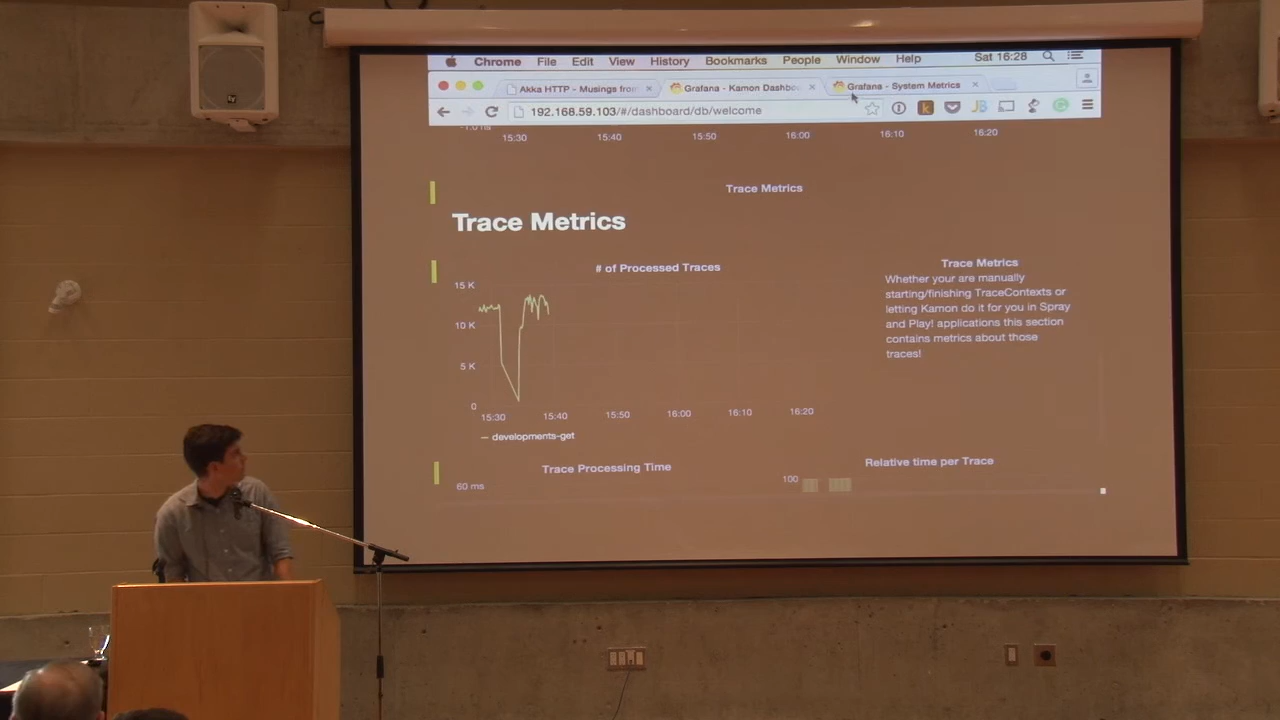 Chrome File Edit View History Bookmarks People Window Help Sat 16:28
Akka HTTP - Musings from
Grafana - Kamon Dashbo
Grafana - System Metrics
192.168.59.103/#/dashboard/db/welcome
15:30 15:40 15:50 16:00 16:10 16:20
Trace Metrics
Trace Metrics
# of Processed Traces
15 K
10 K
5 K
0
15:30 15:40 15:50 16:00 16:10 16:20
developments-get
Trace Metrics
Whether your are manually
starting/finishing TraceContexts or
letting Kamon do it for you in Spray
and Play! applications this section
contains metrics about those
traces!
Trace Processing Time
60 ms
Relative time per Trace
100